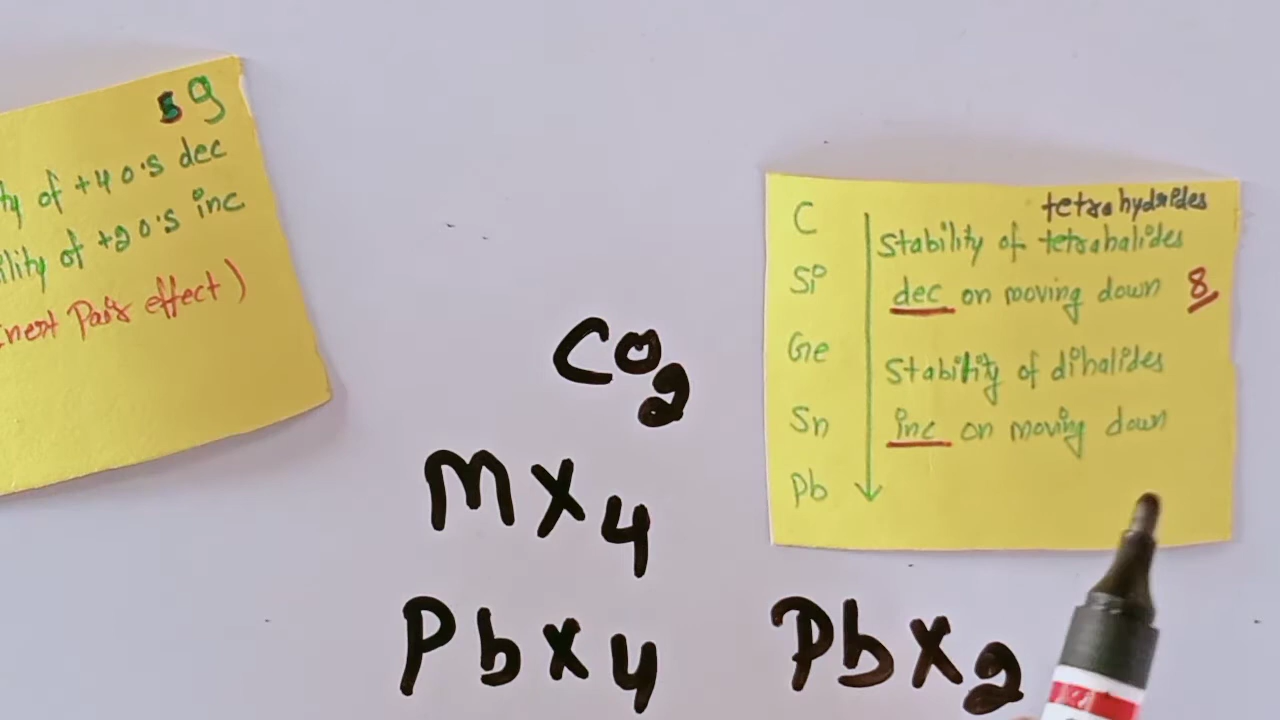 9
ty of +4 O.S dec
ility of +2 O.S inc
nert Pair effect)
C
Si
Ge
Sn
Pb
tetrahydrides
Stability of tetrahalides
dec on moving down 8
Stability of dihalides
inc on moving down
CO2
MX4
PbX4 PbX2